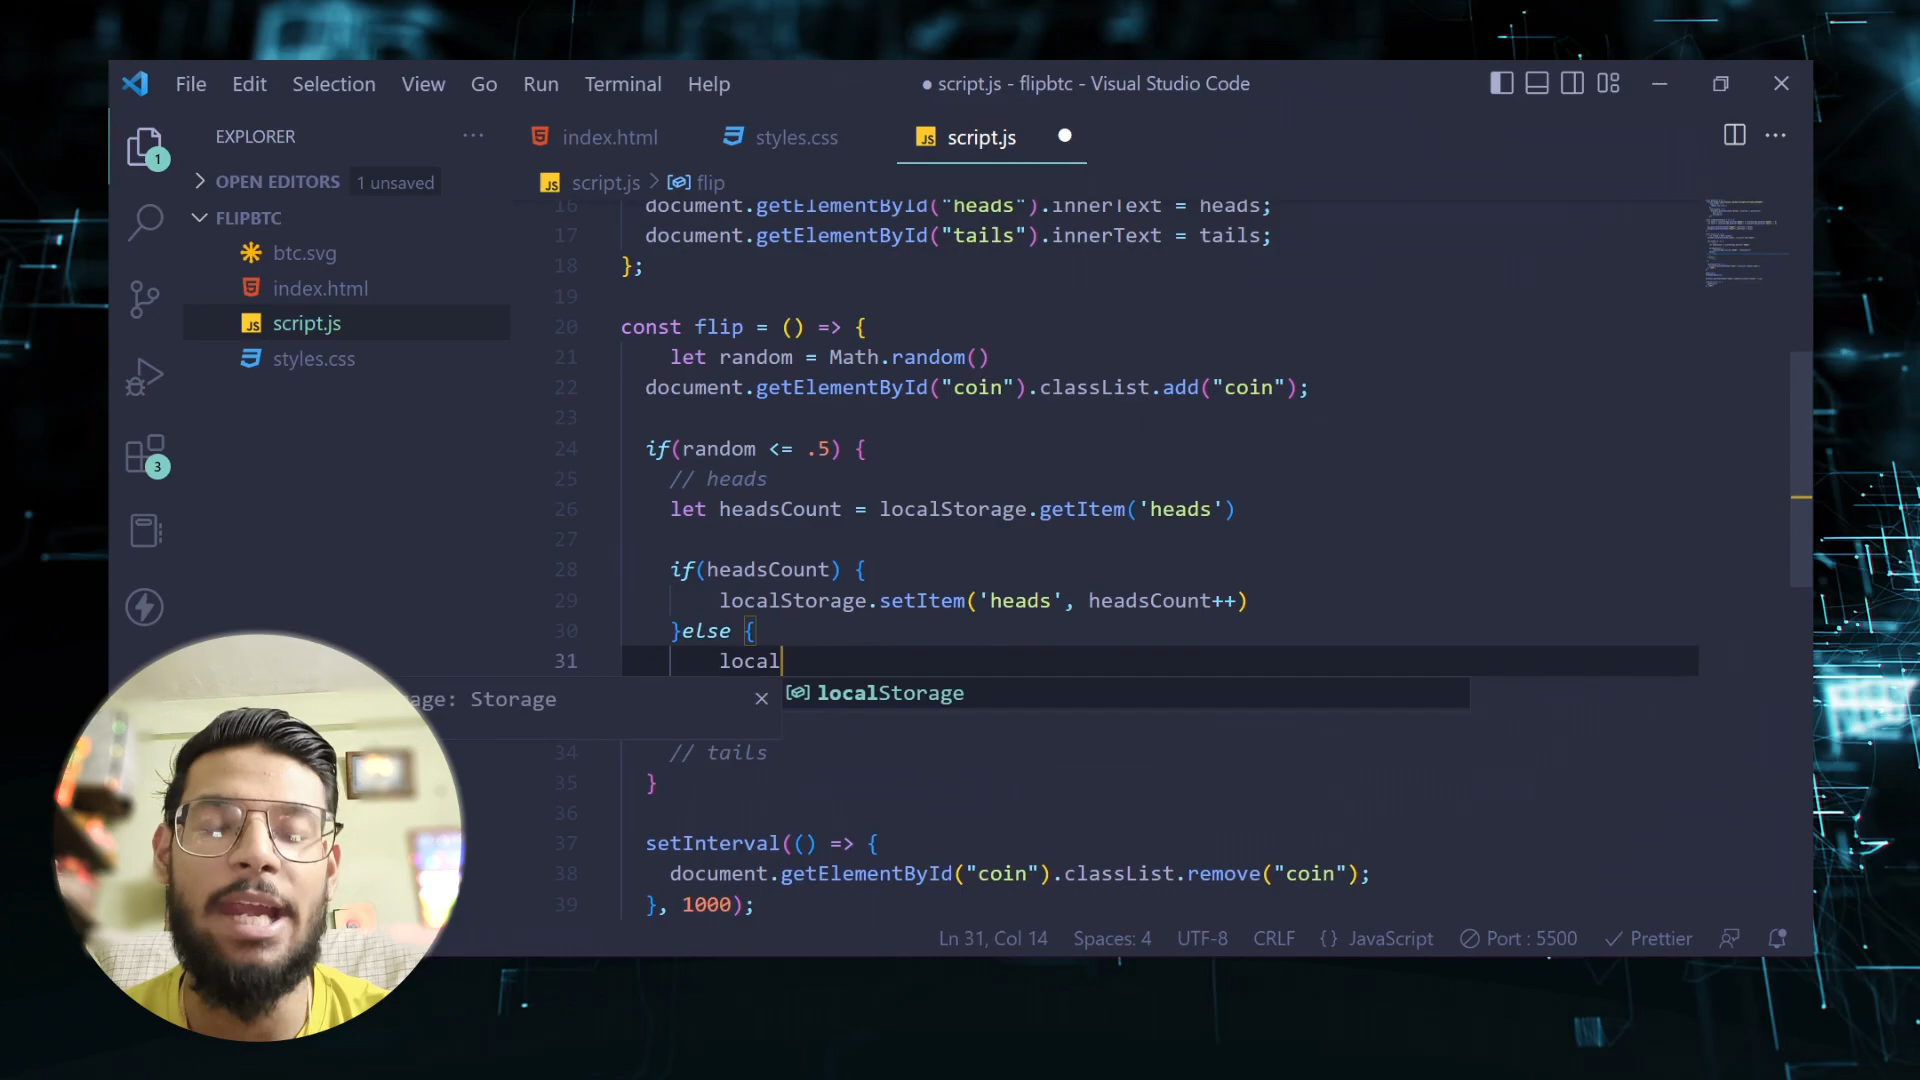 File Edit Selection View Go Run Terminal Help
● script.js - flipbtc - Visual Studio Code
EXPLORER
index.html
styles.css
JS script.js
1
OPEN EDITORS 1 unsaved
JS script.js > flip
FLIPBTC
btc.svg
index.html
JS script.js
styles.css
3
16 document.getElementById("heads").innerText = heads;
17 document.getElementById("tails").innerText = tails;
18 };
19
20 const flip = () => {
21 let random = Math.random()
22 document.getElementById("coin").classList.add("coin");
23
24 if(random <= .5) {
25 // heads
26 let headsCount = localStorage.getItem('heads')
27
28 if(headsCount) {
29 localStorage.setItem('heads', headsCount++)
30 }else {
31 local
age: Storage
localStorage
34 // tails
35 }
36
37 setInterval(() => {
38 document.getElementById("coin").classList.remove("coin");
39 }, 1000);
Ln 31, Col 14 Spaces: 4 UTF-8 CRLF {} JavaScript Port : 5500 Prettier